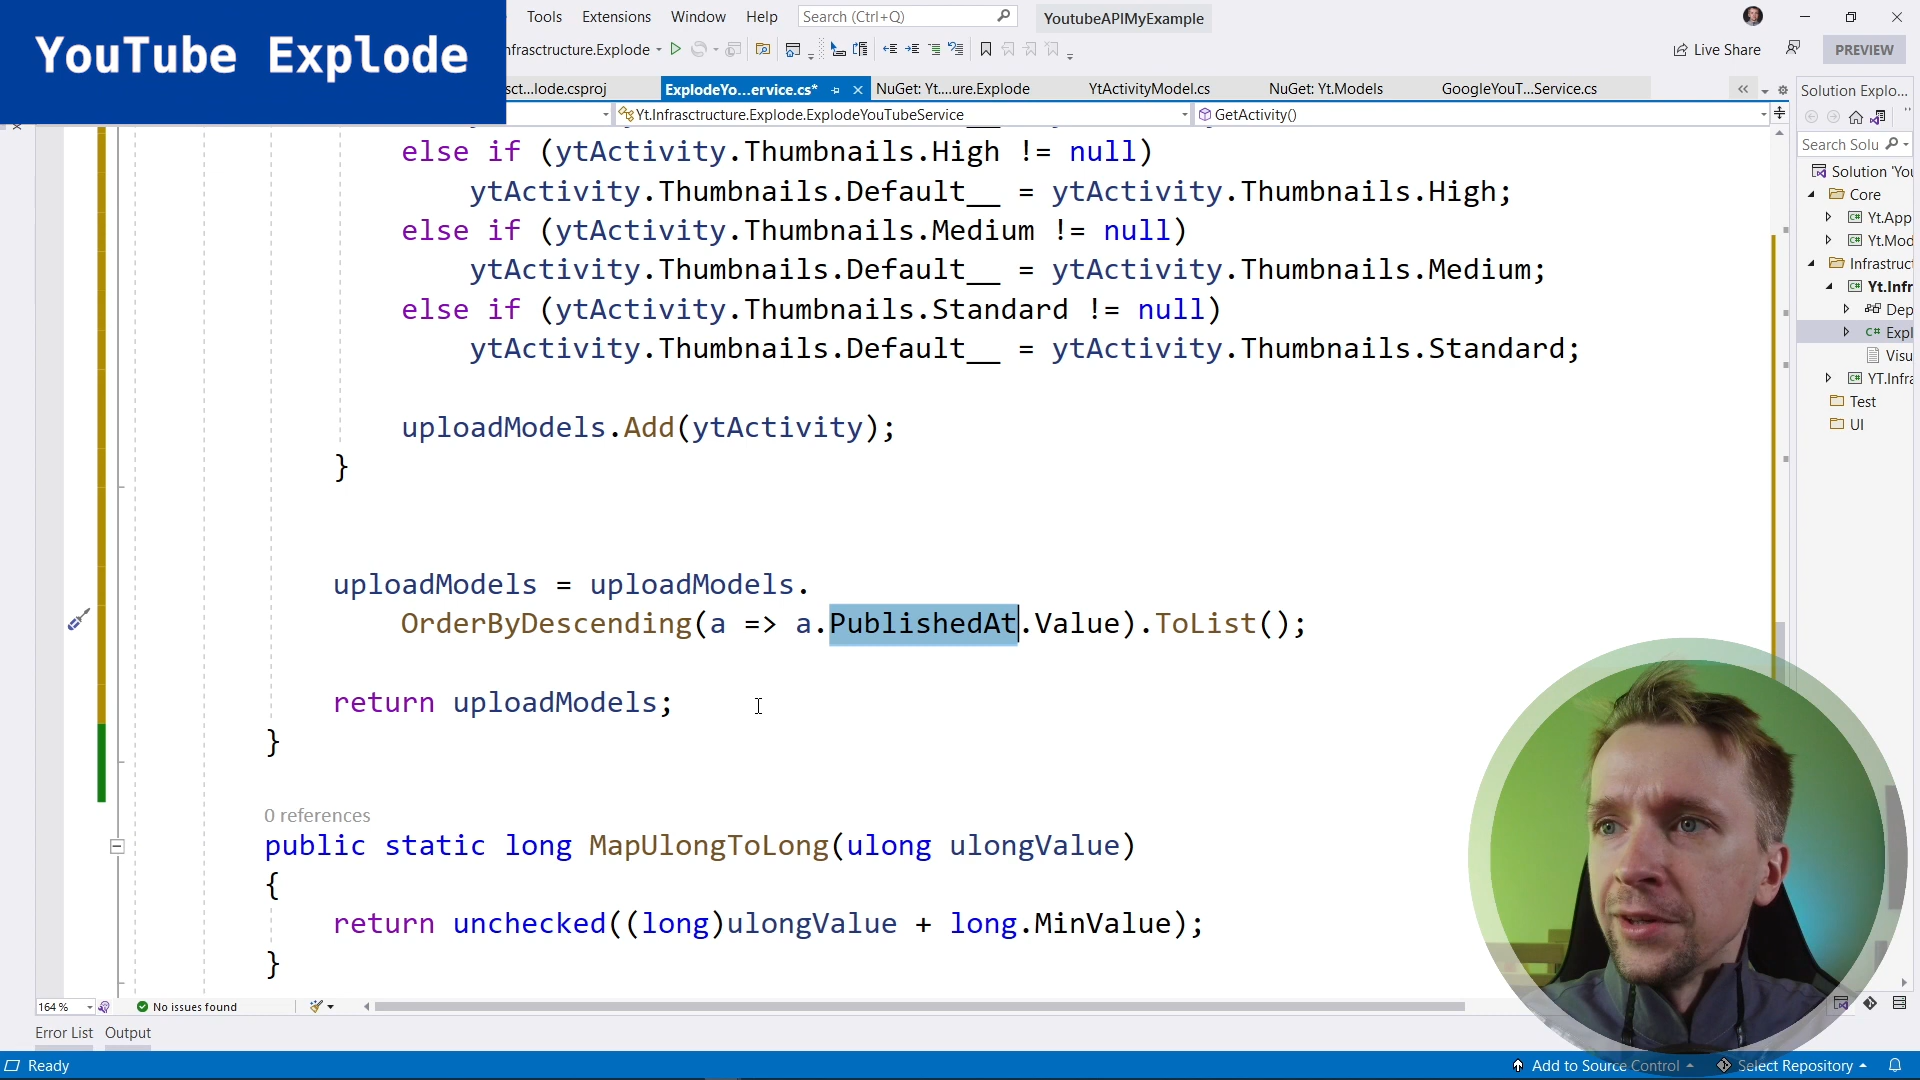 YouTube Explode
Tools Extensions Window Help Search (Ctrl+Q) YoutubeAPIMyExample
nfrasctructure.Explode Live Share PREVIEW
sct...lode.csproj ExplodeYo...ervice.cs* NuGet: Yt....ure.Explode YtActivityModel.cs NuGet: Yt.Models GoogleYouT...Service.cs
Yt.Infrasctructure.Explode.ExplodeYouTubeService GetActivity()
else if (ytActivity.Thumbnails.High != null)
ytActivity.Thumbnails.Default__ = ytActivity.Thumbnails.High;
else if (ytActivity.Thumbnails.Medium != null)
ytActivity.Thumbnails.Default__ = ytActivity.Thumbnails.Medium;
else if (ytActivity.Thumbnails.Standard != null)
ytActivity.Thumbnails.Default__ = ytActivity.Thumbnails.Standard;
uploadModels.Add(ytActivity);
}
uploadModels = uploadModels.
OrderByDescending(a => a.PublishedAt.Value).ToList();
return uploadModels;
}
0 references
public static long MapUlongToLong(ulong ulongValue)
{
return unchecked((long)ulongValue + long.MinValue);
}
164 % No issues found
Error List Output
Ready Add to Source Control Select Repository
Solution Explo...
Search Solu
Solution 'You
Core
Yt.App
Yt.Mod
Infrastruct
Yt.Infr
Dep
C# Expl
Visu
YT.Infra
Test
UI